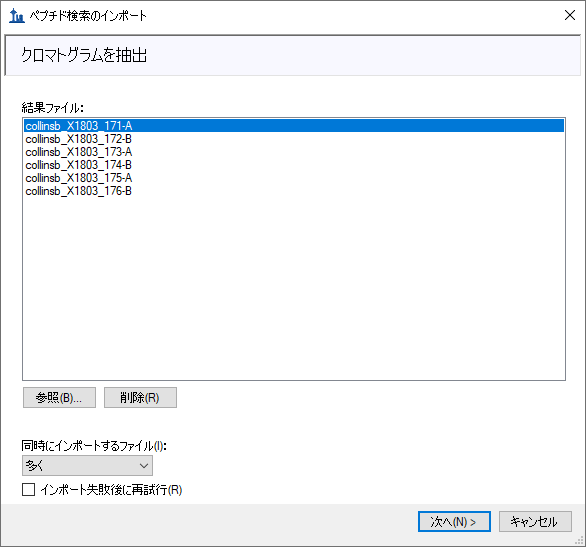 ペプチド検索のインポート
クロマトグラムを抽出
結果ファイル:
collinsb_X1803_171-A
collinsb_X1803_172-B
collinsb_X1803_173-A
collinsb_X1803_174-B
collinsb_X1803_175-A
collinsb_X1803_176-B
参照(B)... 削除(R)
同時にインポートするファイル(I):
多く
インポート失敗後に再試行(R)
次へ(N) > キャンセル